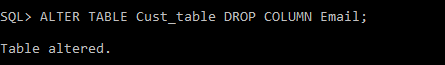 SQL> ALTER TABLE Cust_table DROP COLUMN Email;
Table altered.